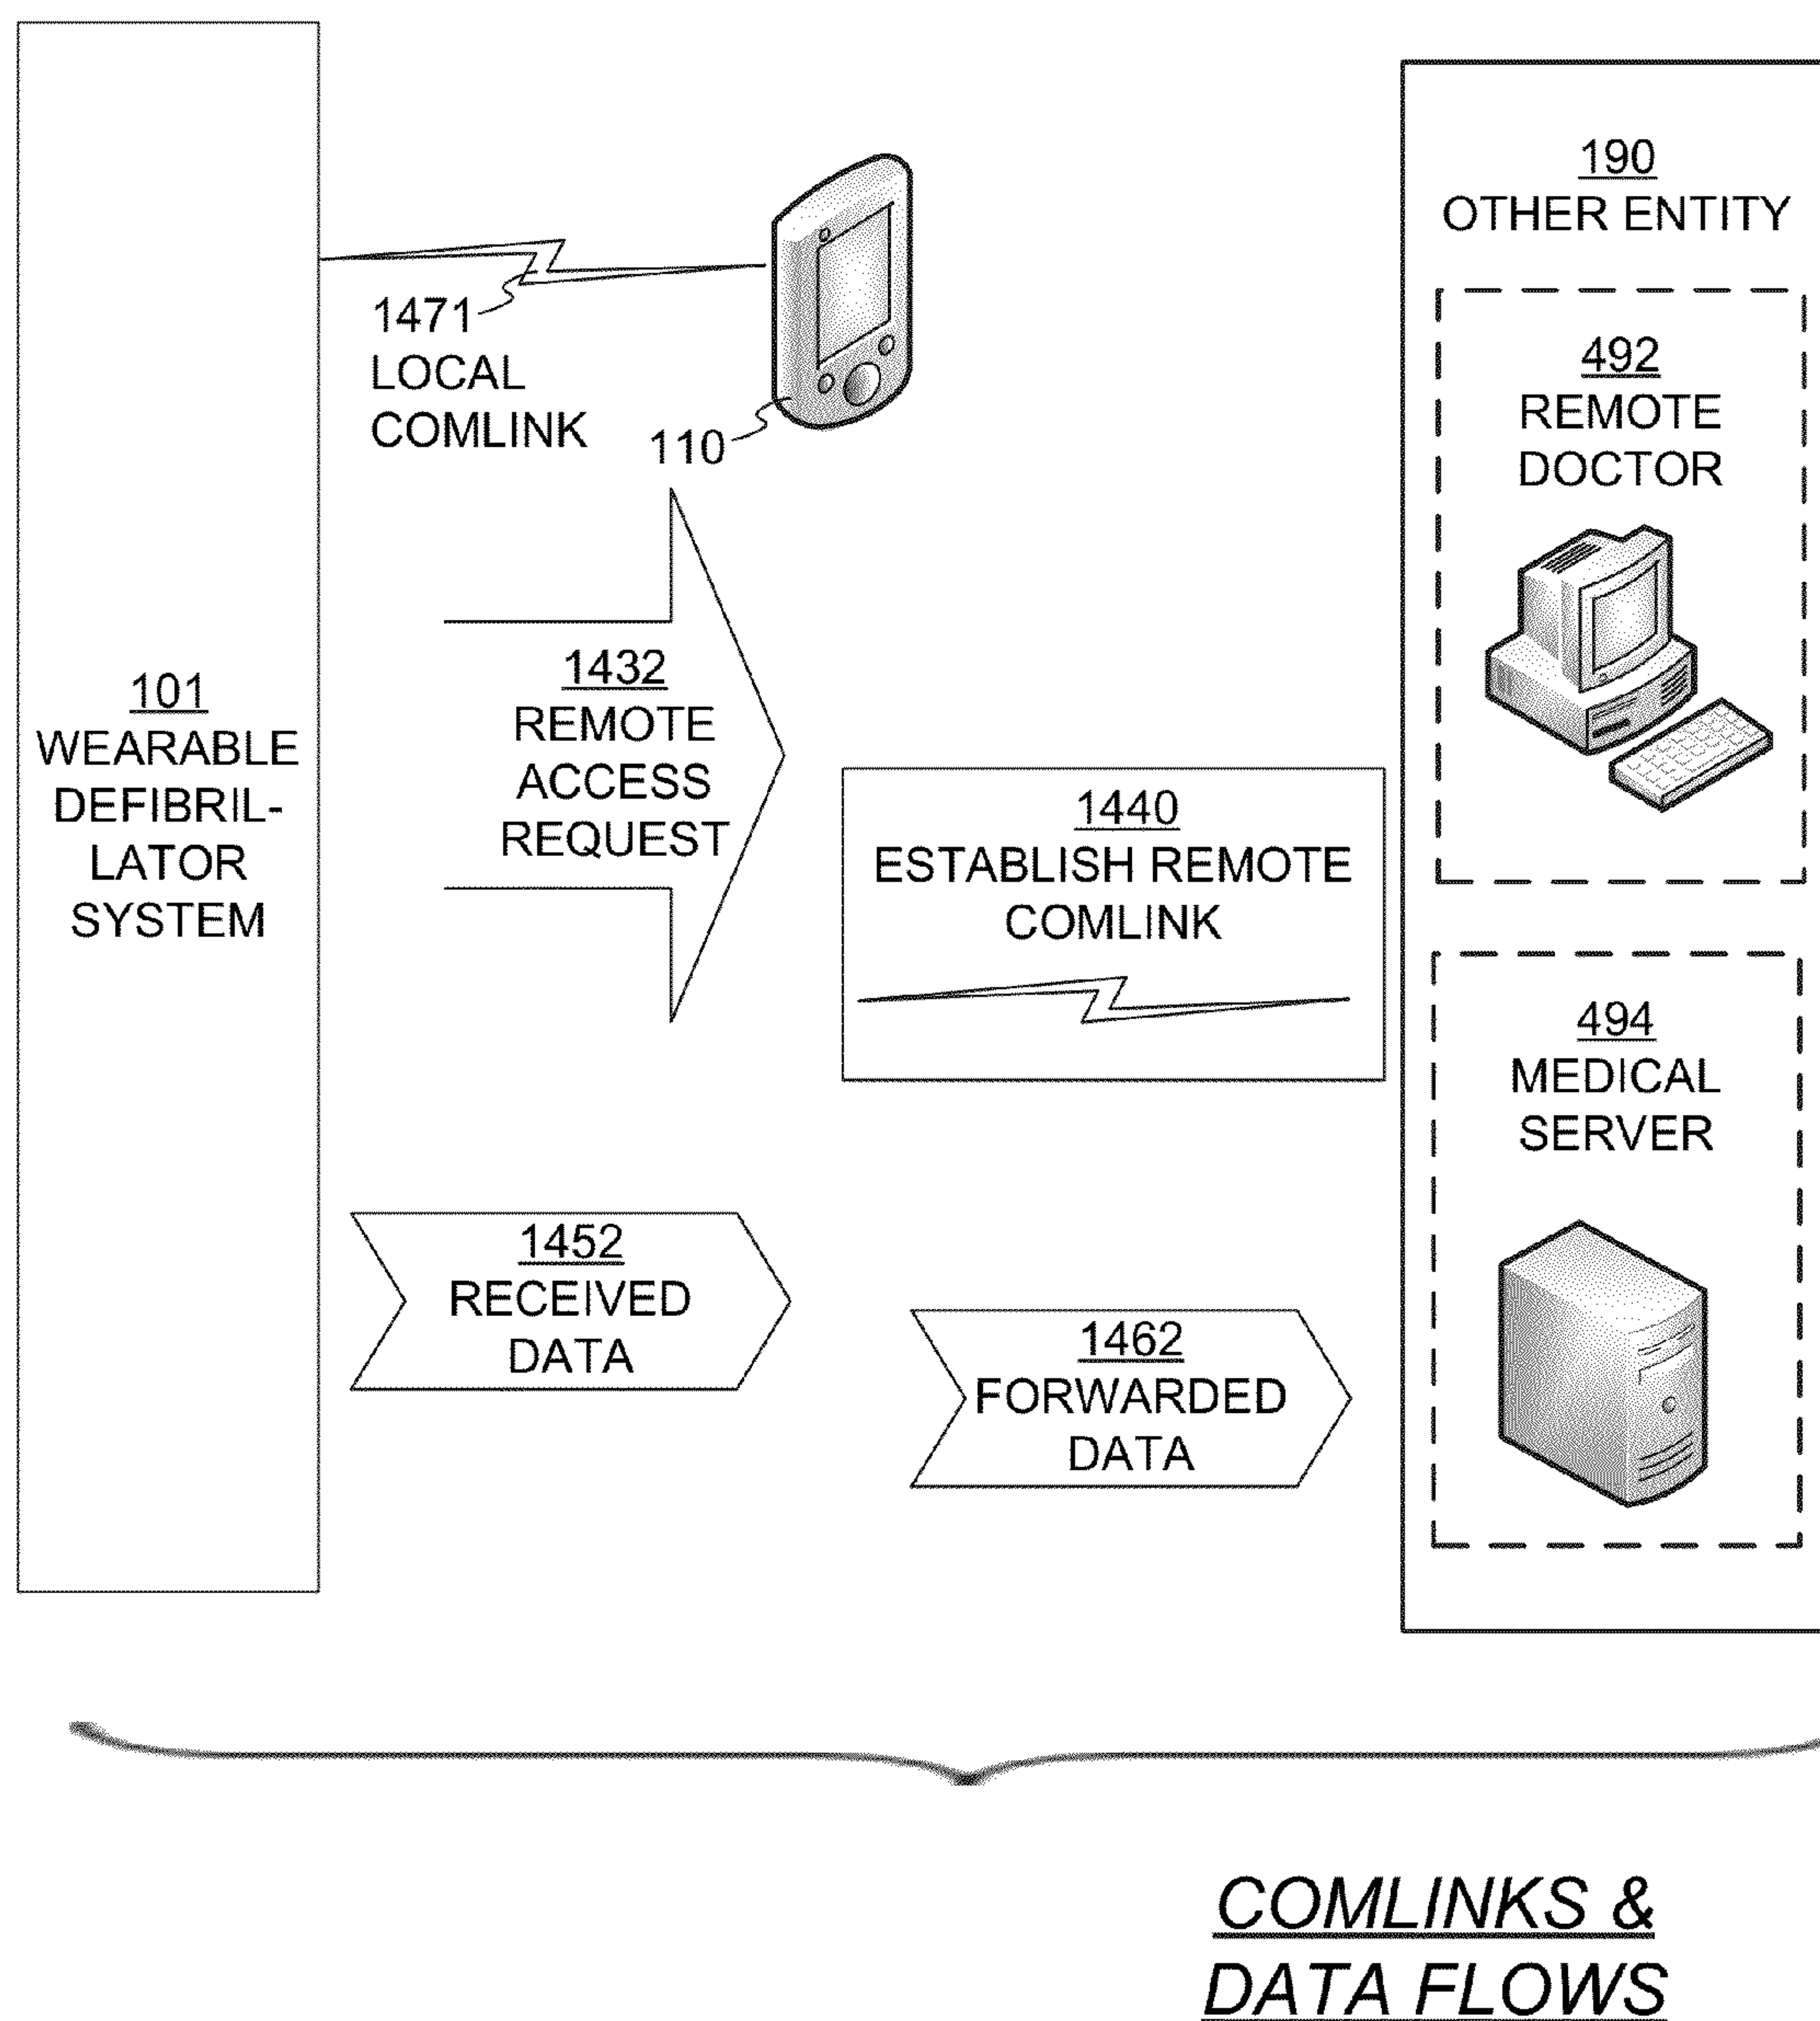 101
WEARABLE
DEFIBRIL-
LATOR
SYSTEM
1471
LOCAL
COMLINK
110
1432
REMOTE
ACCESS
REQUEST
1440
ESTABLISH REMOTE
COMLINK
1452
RECEIVED
DATA
1462
FORWARDED
DATA
190
OTHER ENTITY
492
REMOTE
DOCTOR
494
MEDICAL
SERVER
COMLINKS &
DATA FLOWS